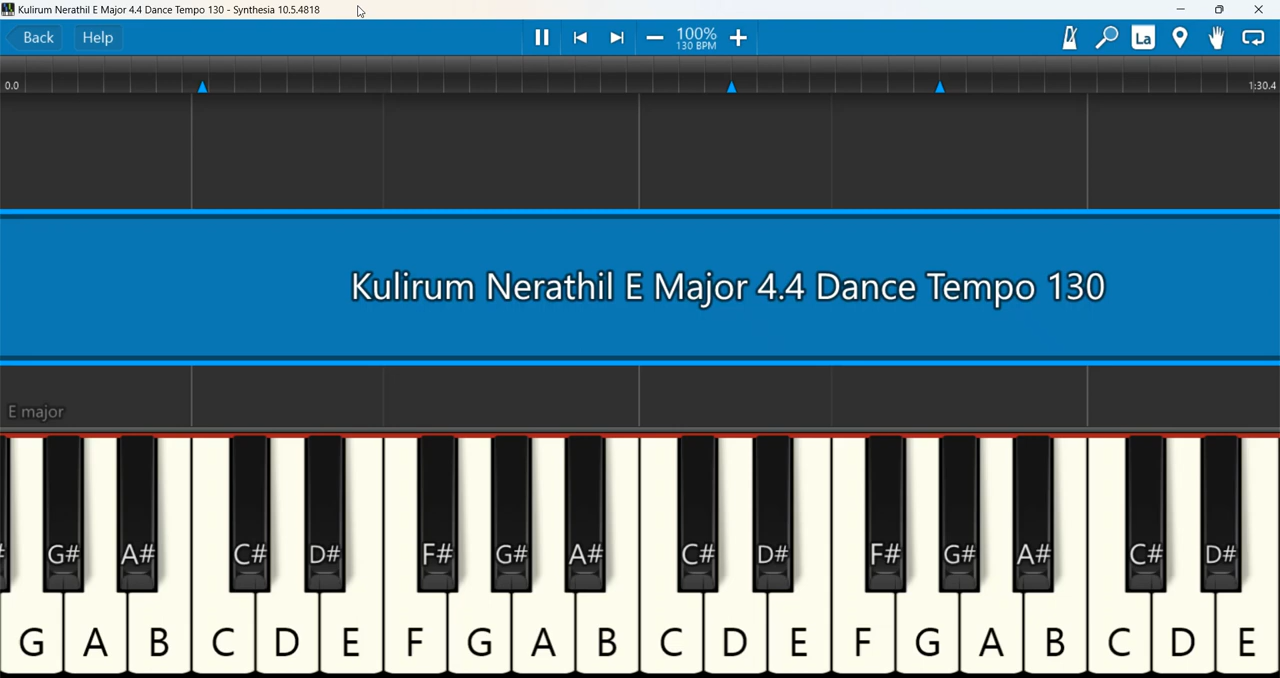 Kulirum Nerathil E Major 4.4 Dance Tempo 130 - Synthesia 10.5.4818
Back Help 100% La
130 BPM
0.0 1:30.4
Kulirum Nerathil E Major 4.4 Dance Tempo 130
E major
# G# A# C# D# F# G# A# C# D# F# G# A# C# D#
G A B C D E F G A B C D E F G A B C D E